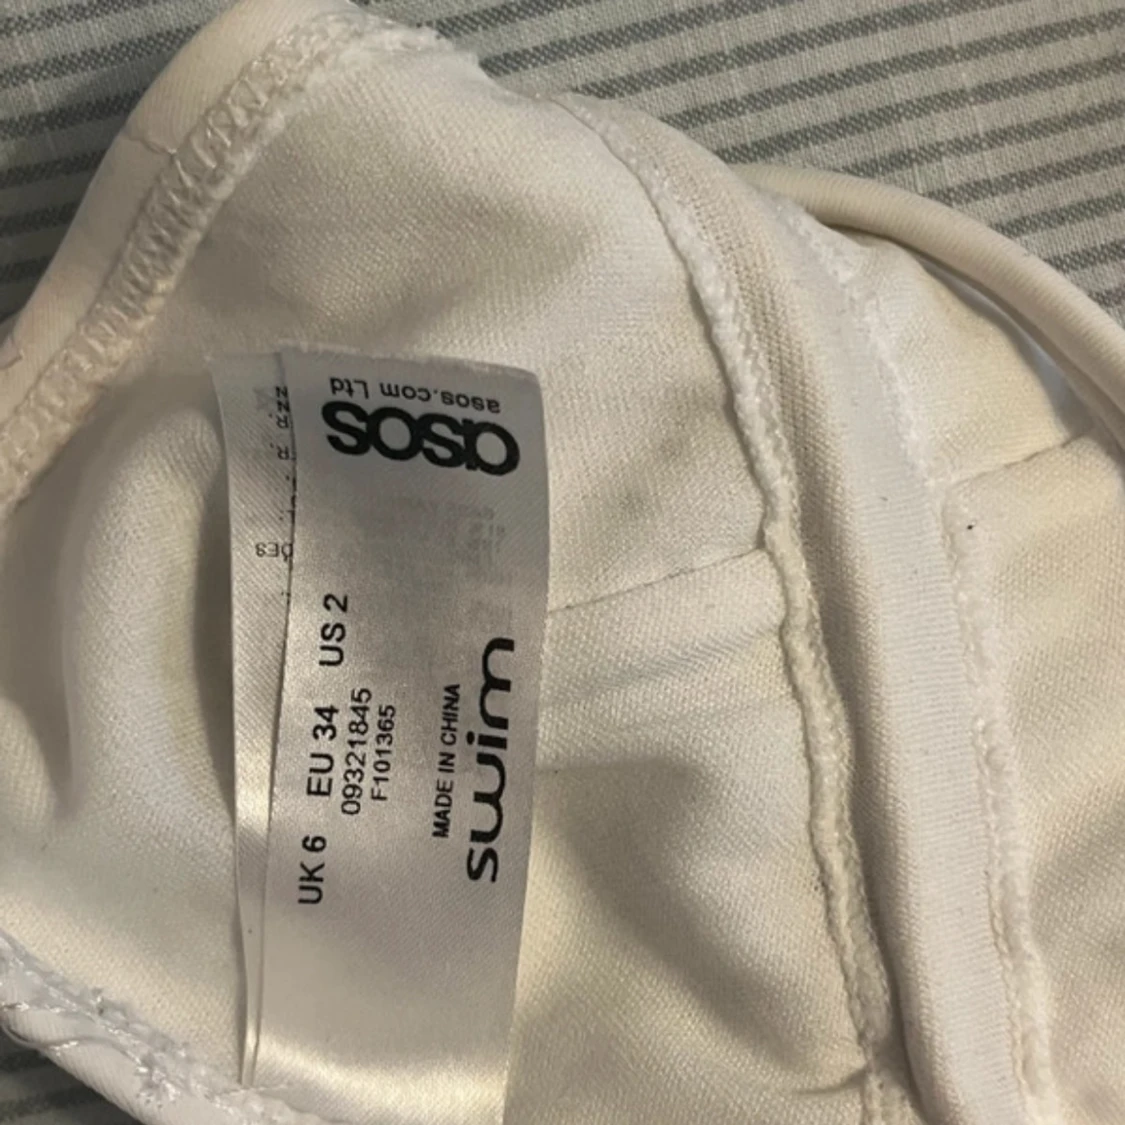 asos
asos.com Ltd
UK 6 EU 34 US 2
09321845
F101365
MADE IN CHINA
swim